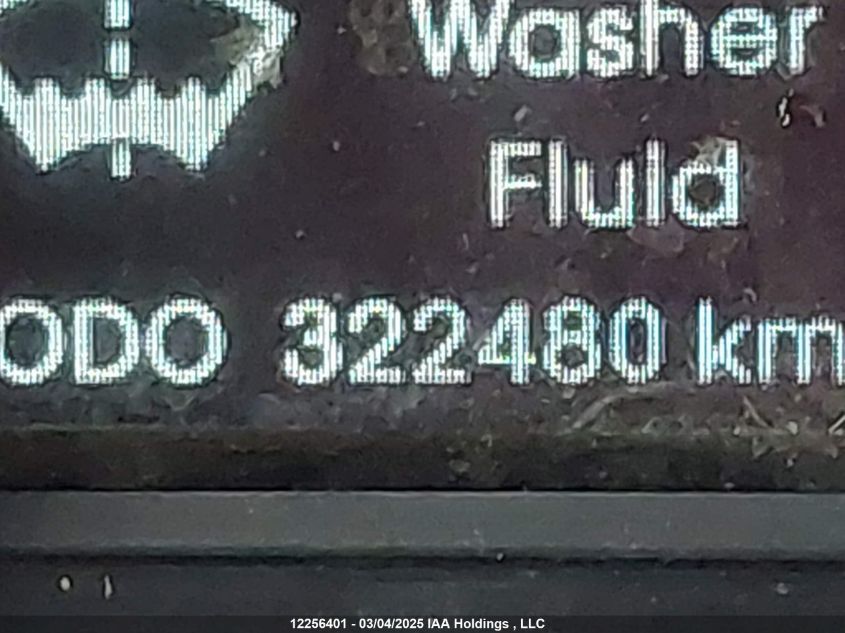 Washer
Fluid
ODO 322480 km
12256401 - 03/04/2025 IAA Holdings , LLC